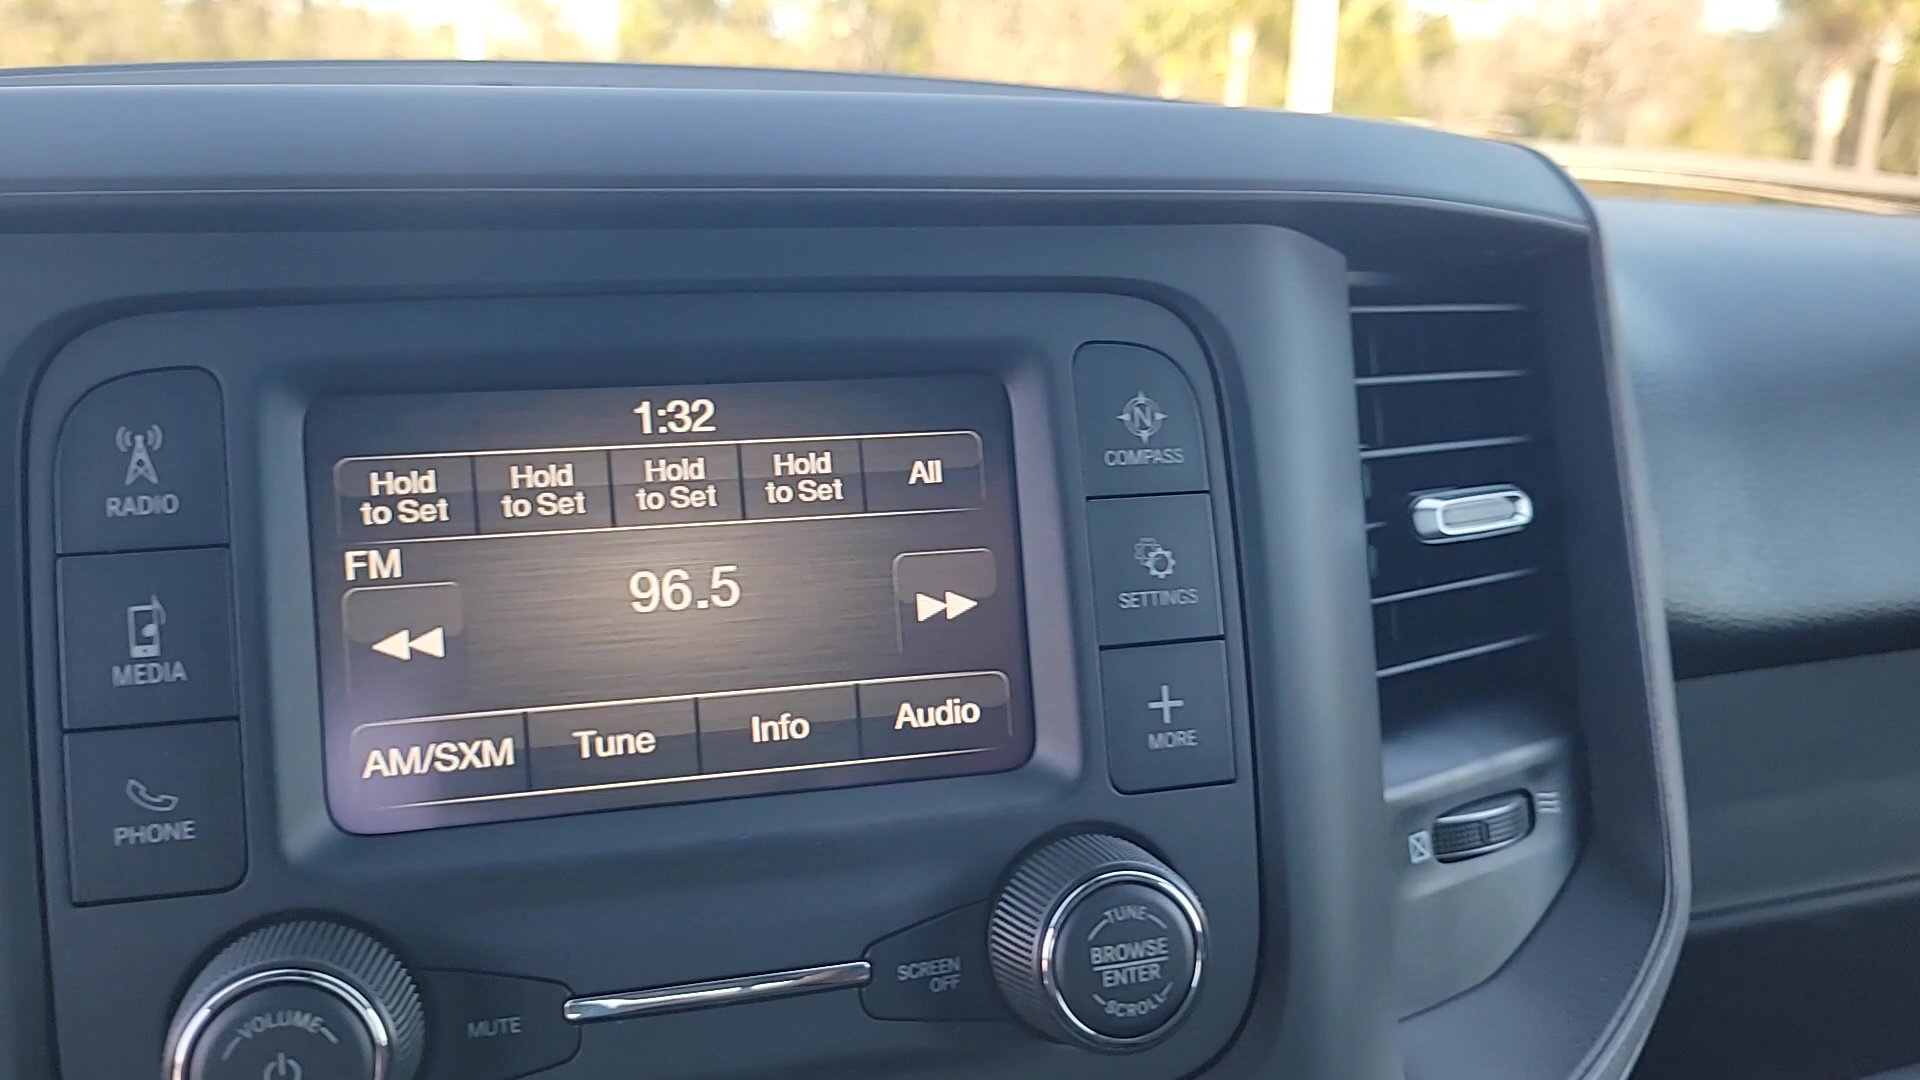 1:32
Hold to Set
Hold to Set
Hold to Set
Hold to Set
All
FM
96.5
AM/SXM
Tune
Info
Audio
RADIO
MEDIA
PHONE
N
COMPASS
SETTINGS
MORE
VOLUME
MUTE
SCREEN
OFF
TUNE
BROWSE
ENTER
SCROLL